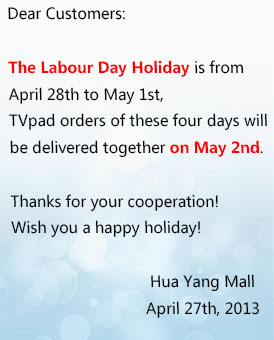 Dear Customers:
The Labour Day Holiday is from
April 28th to May 1st,
TVpad orders of these four days will
be delivered together on May 2nd.
Thanks for your cooperation!
Wish you a happy holiday!
Hua Yang Mall
April 27th, 2013